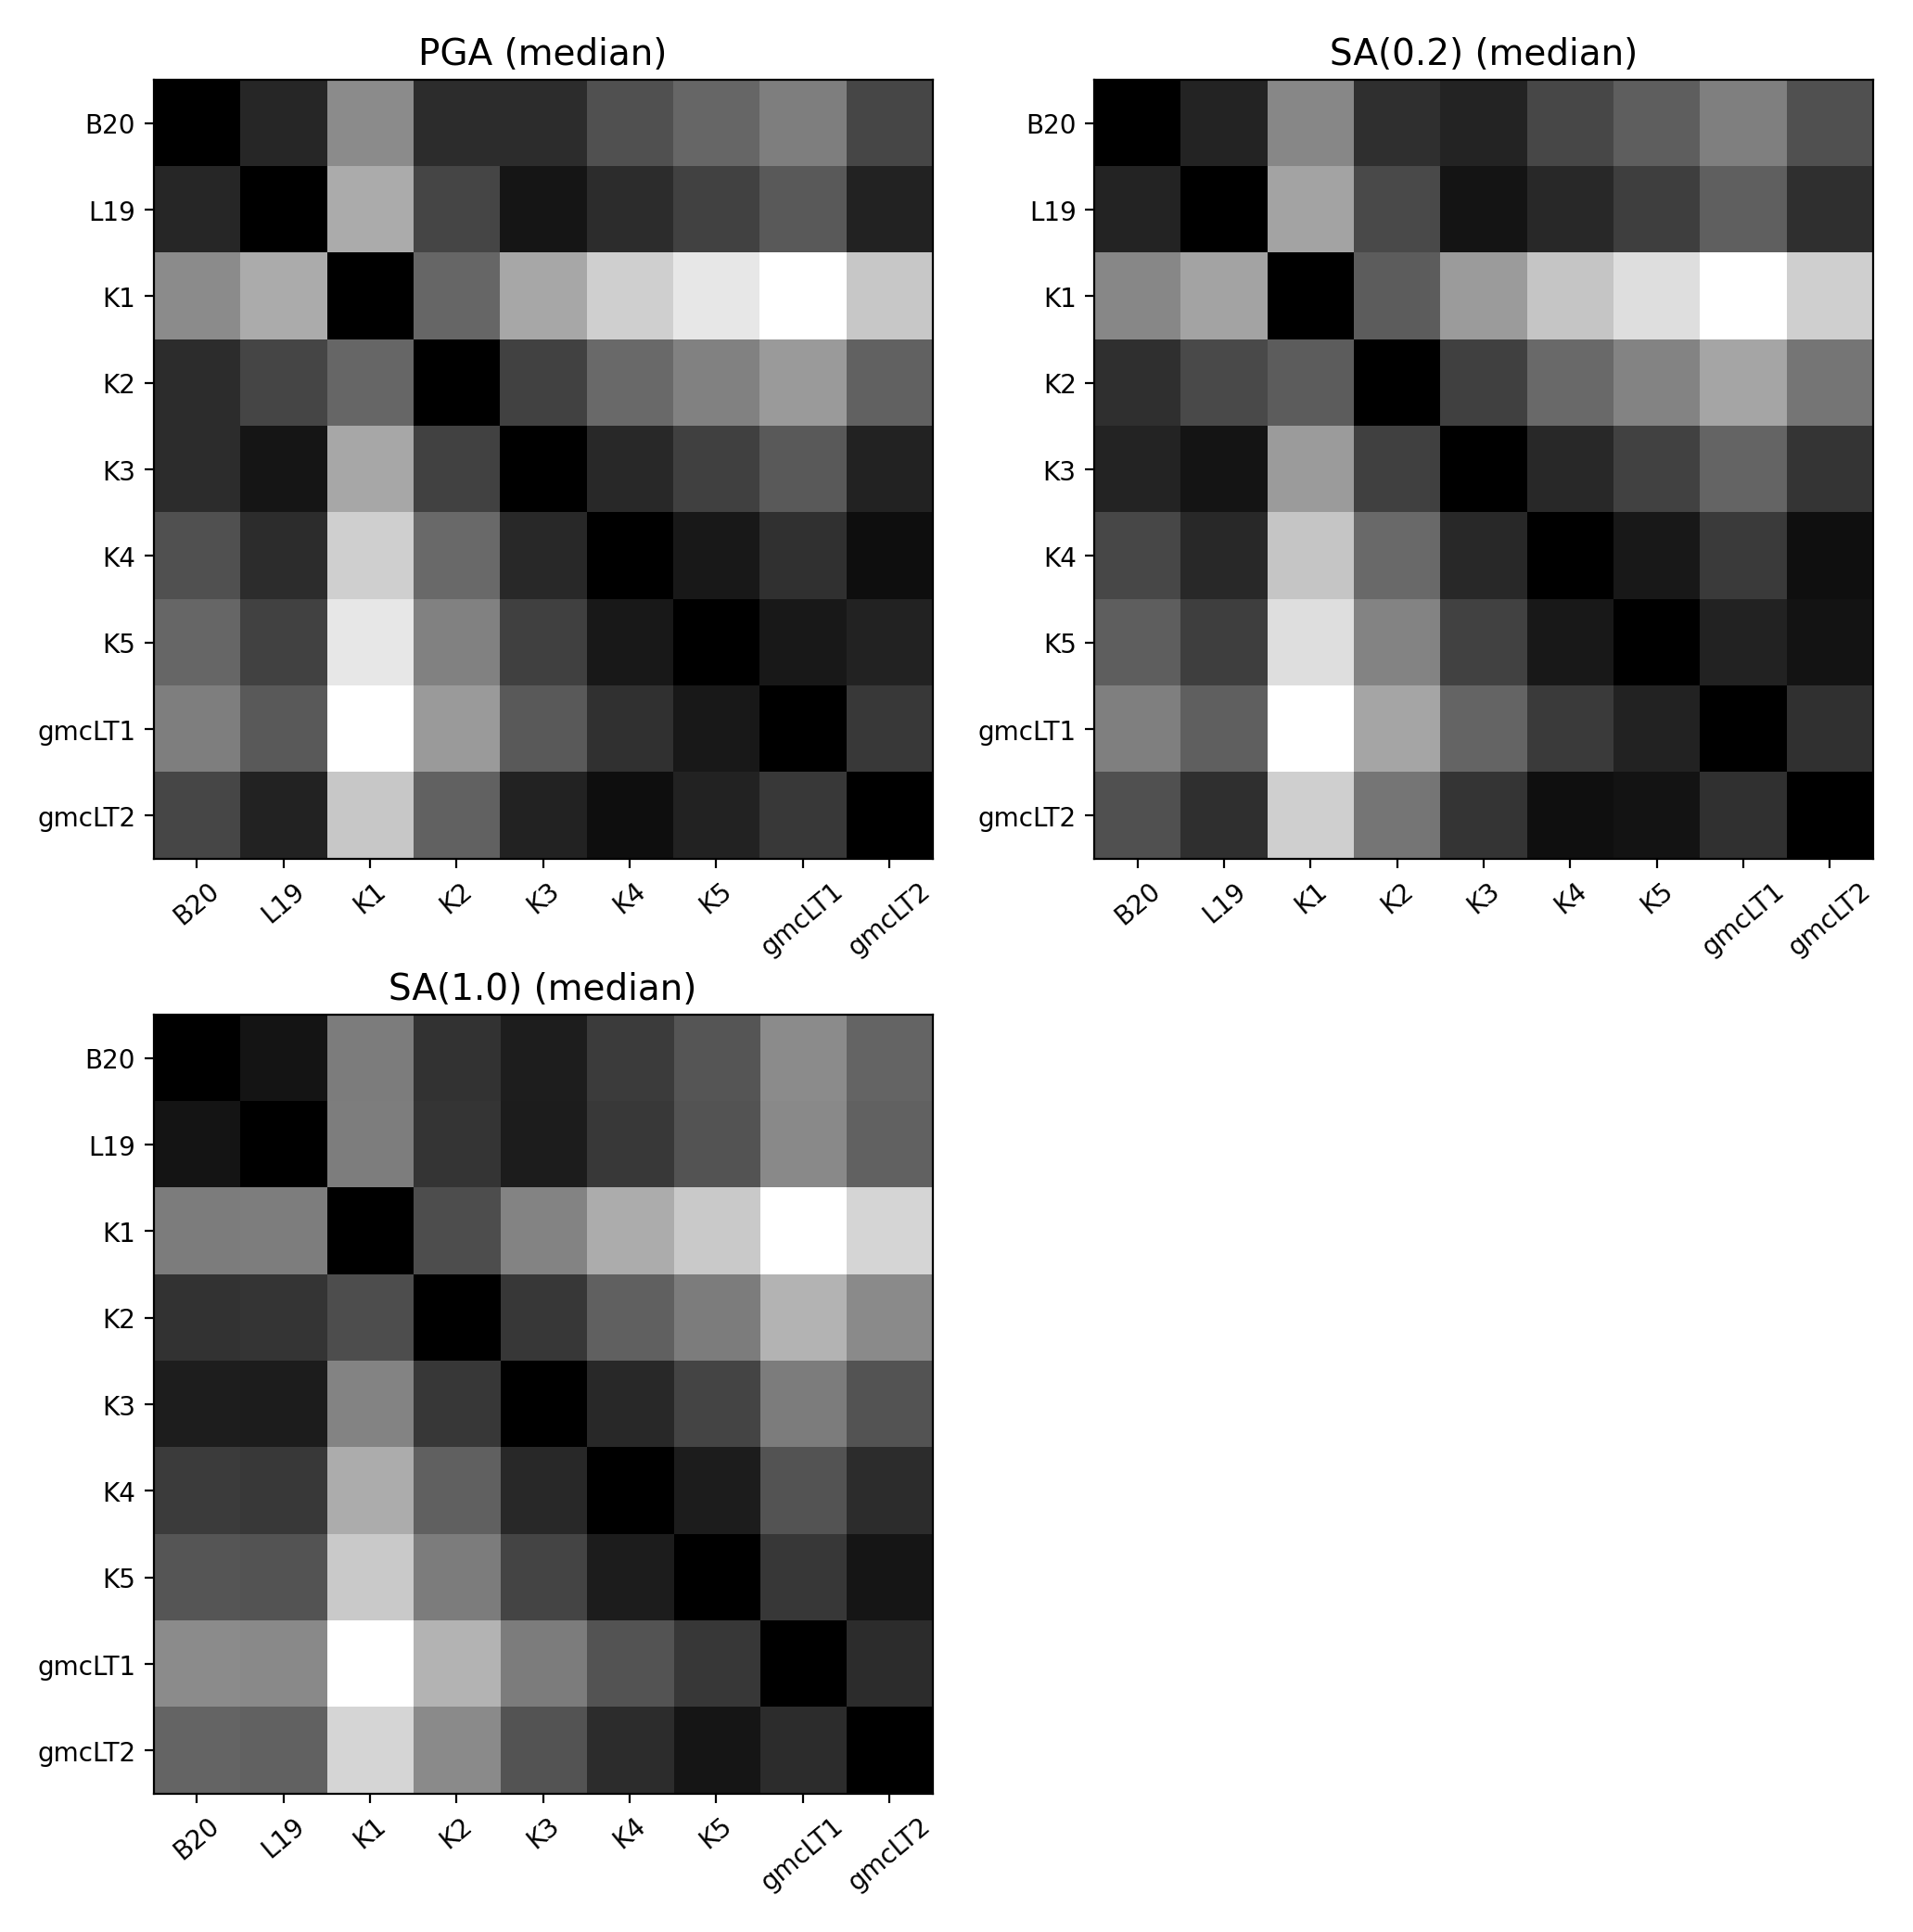 PGA (median)
B20
L19
K1
K2
K3
K4
K5
gmcLT1
gmcLT2
B20 L19 K1 K2 K3 K4 K5 gmcLT1 gmcLT2
SA(0.2) (median)
B20
L19
K1
K2
K3
K4
K5
gmcLT1
gmcLT2
B20 L19 K1 K2 K3 K4 K5 gmcLT1 gmcLT2
SA(1.0) (median)
B20
L19
K1
K2
K3
K4
K5
gmcLT1
gmcLT2
B20 L19 K1 K2 K3 K4 K5 gmcLT1 gmcLT2